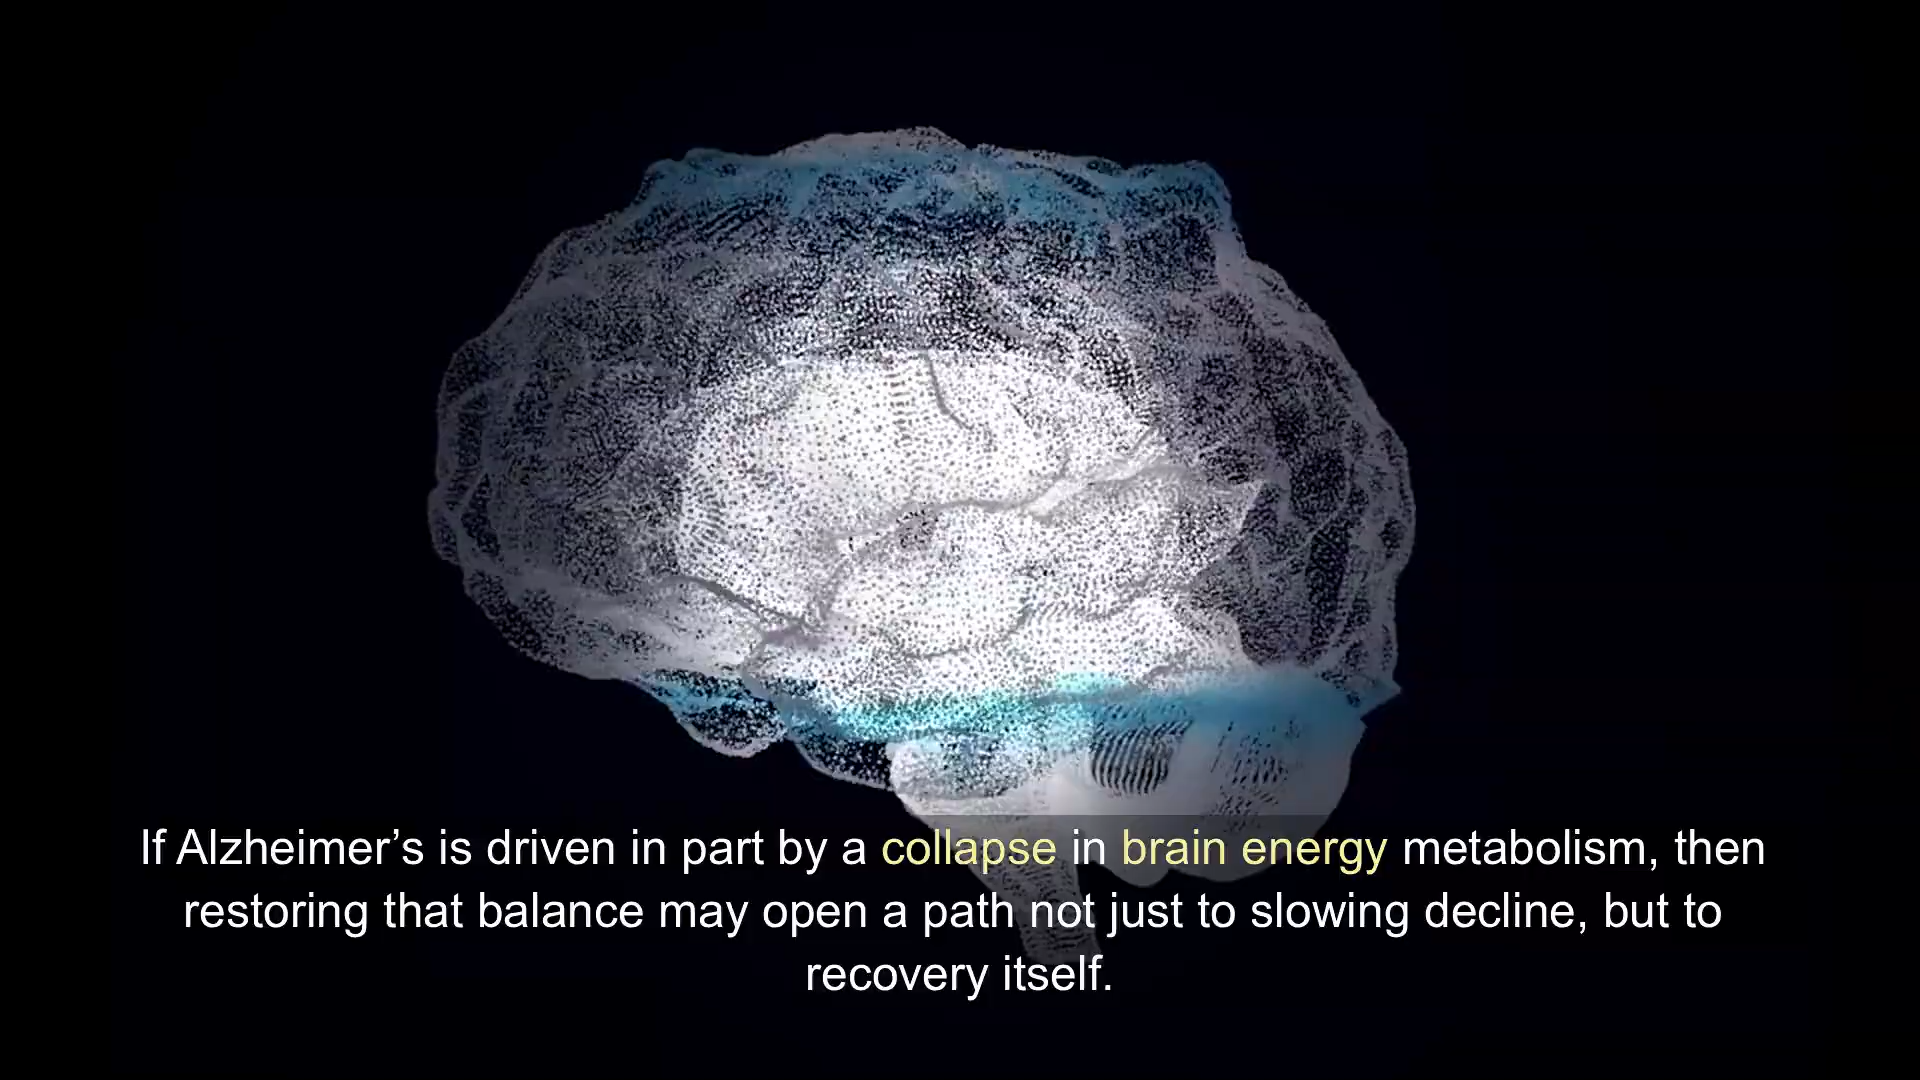 If Alzheimer’s is driven in part by a collapse in brain energy metabolism, then
restoring that balance may open a path not just to slowing decline, but to
recovery itself.